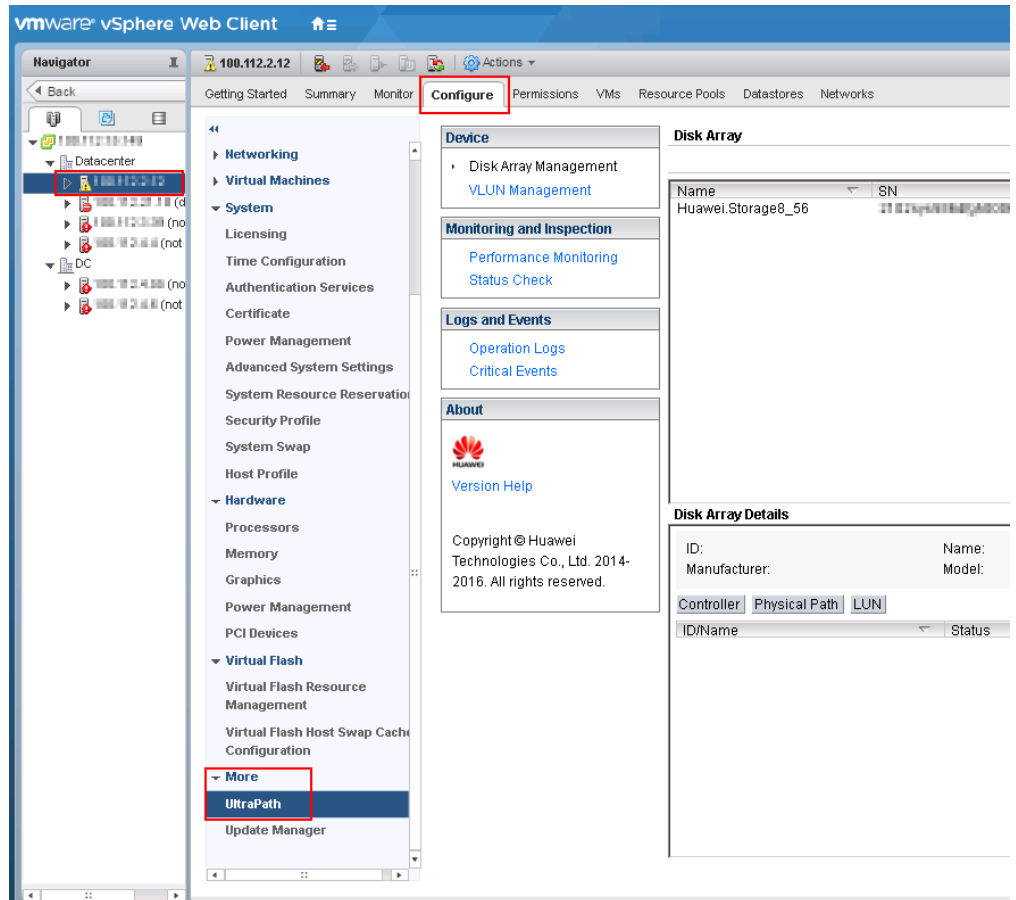 vmware® vSphere Web Client
Navigator
Back
Datacenter
(d
(no
(not
DC
(no
(not
100.112.2.12
Actions
Getting Started Summary Monitor Configure Permissions VMs Resource Pools Datastores Networks
Networking
Virtual Machines
System
Licensing
Time Configuration
Authentication Services
Certificate
Power Management
Advanced System Settings
System Resource Reservatio
Security Profile
System Swap
Host Profile
Hardware
Processors
Memory
Graphics
Power Management
PCI Devices
Virtual Flash
Virtual Flash Resource
Management
Virtual Flash Host Swap Cache
Configuration
More
UltraPath
Update Manager
Device
Disk Array Management
VLUN Management
Monitoring and Inspection
Performance Monitoring
Status Check
Logs and Events
Operation Logs
Critical Events
About
HUAWEI
Version Help
Copyright © Huawei
Technologies Co., Ltd. 2014-
2016. All rights reserved.
Disk Array
Name SN
Huawei.Storage8_56
Disk Array Details
ID: Name:
Manufacturer: Model:
Controller Physical Path LUN
ID/Name Status